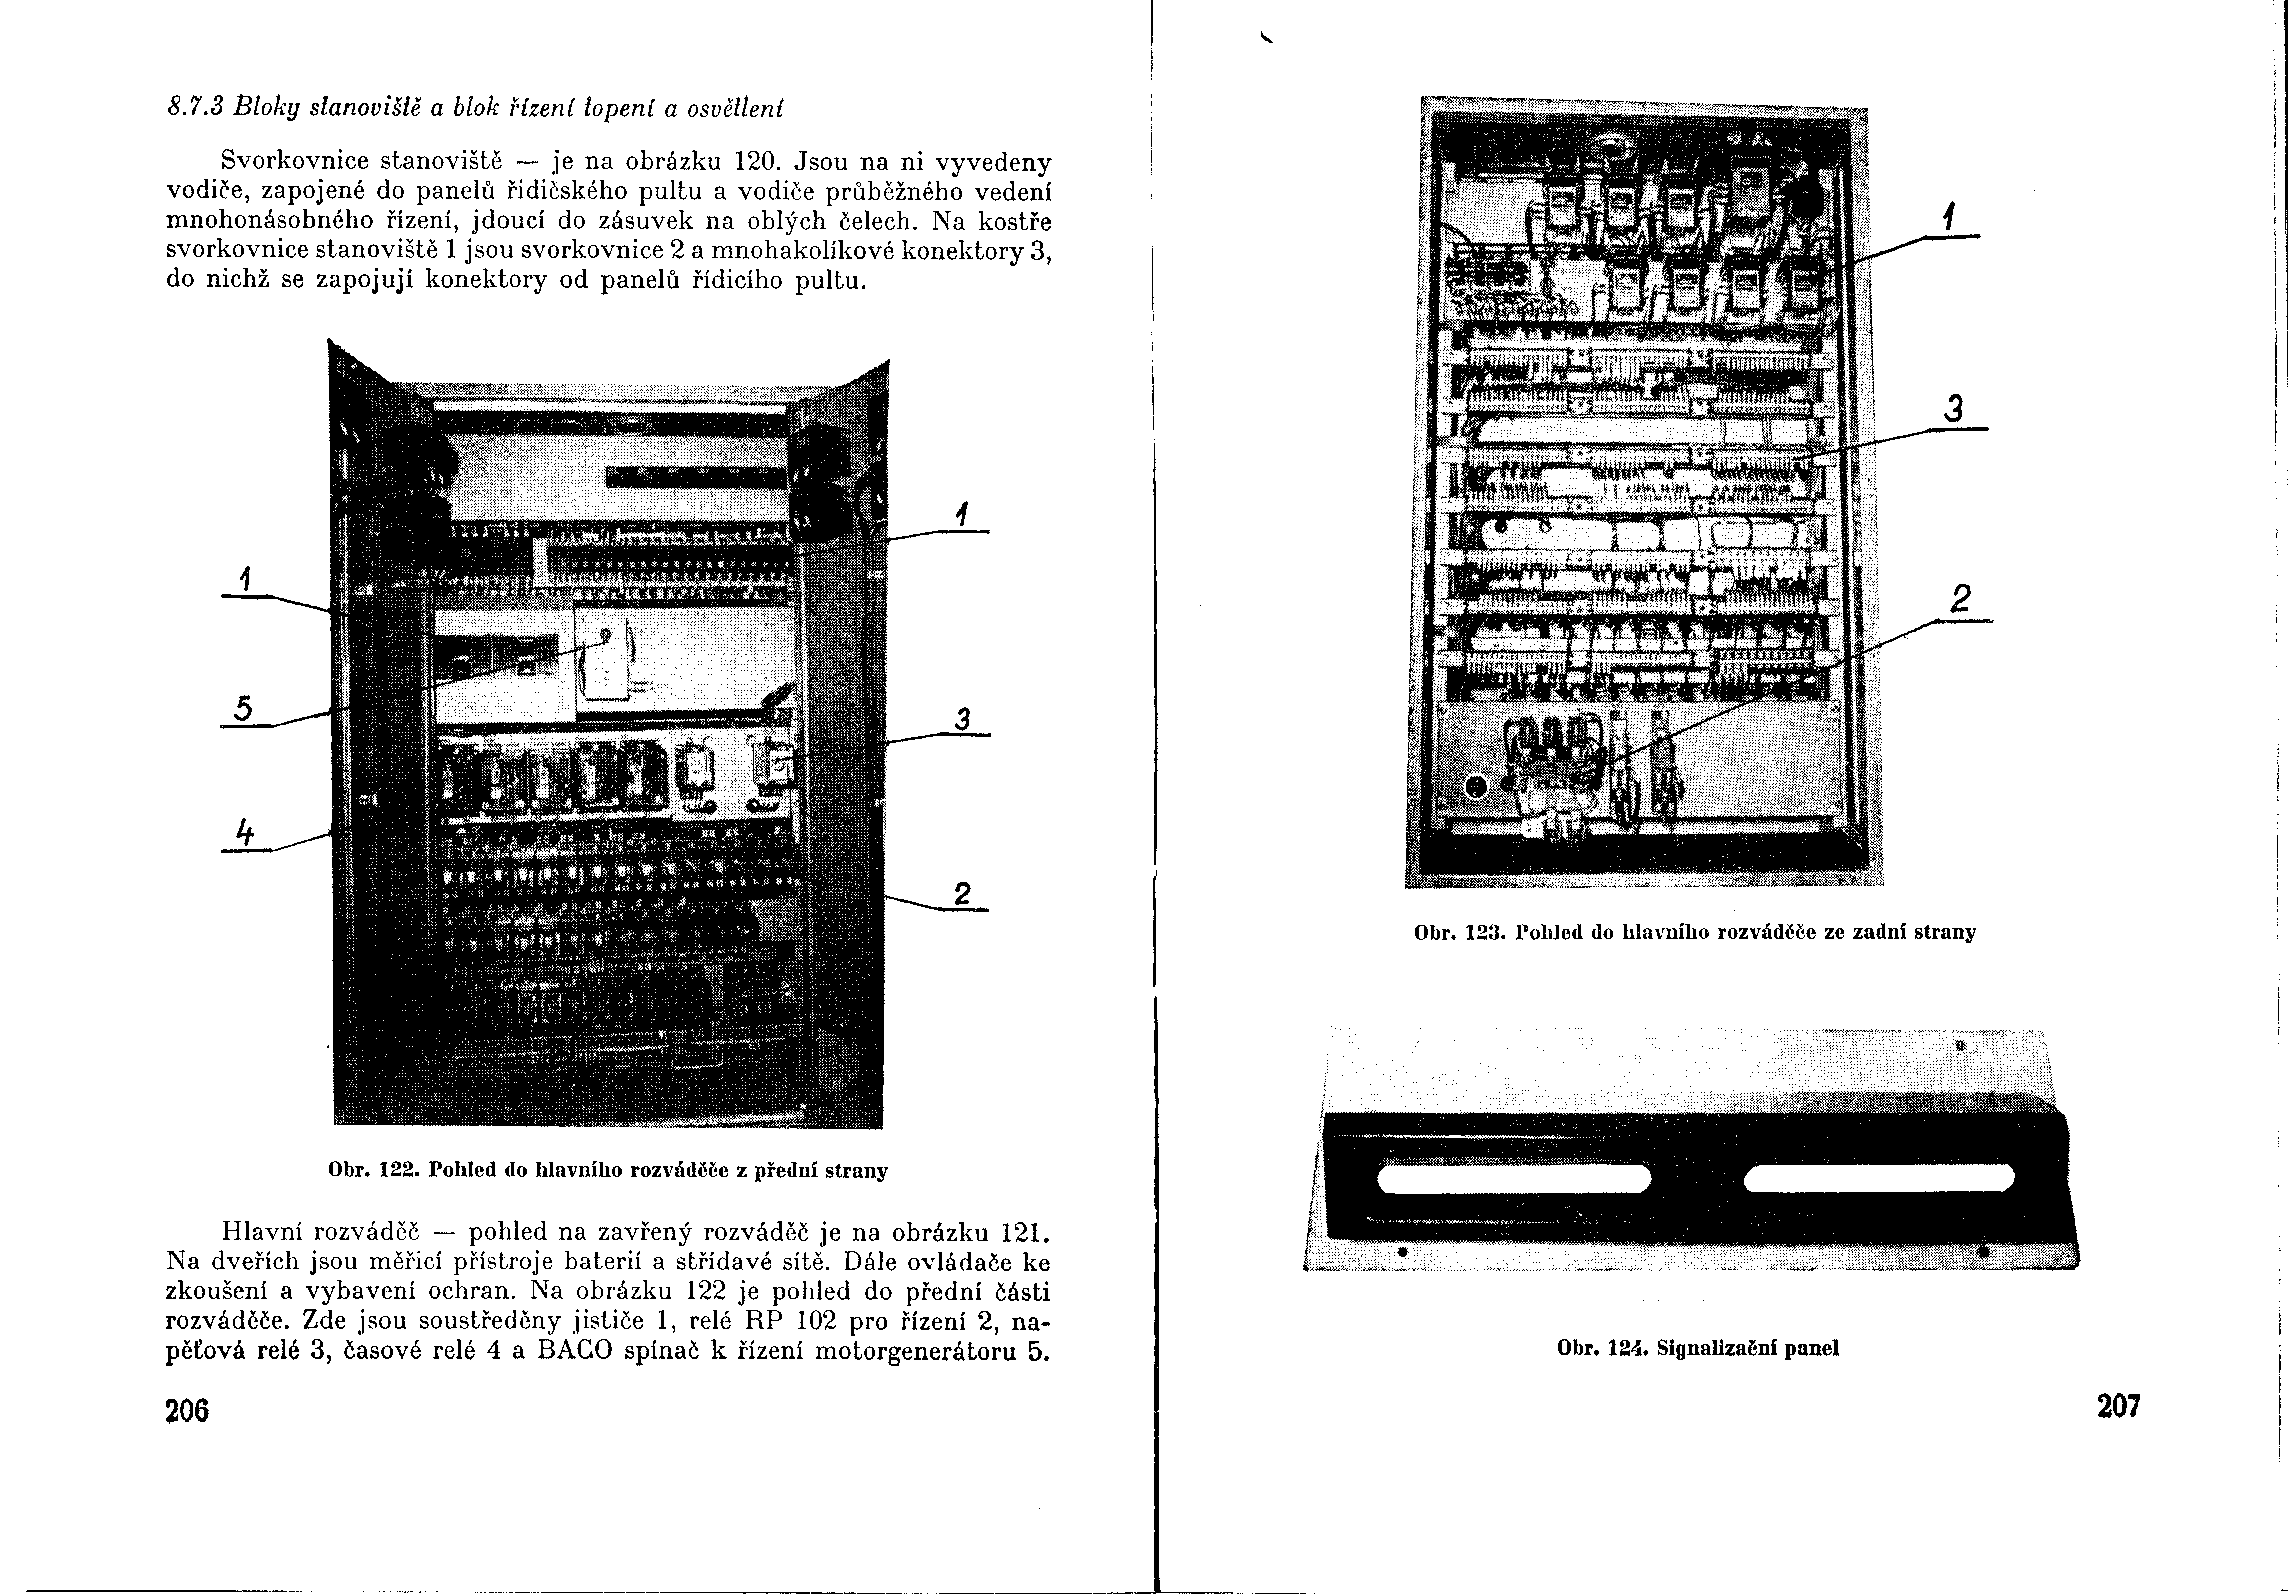 8.7.3 Bloky stanoviště a blok řízení topení a osvětlení
Svorkovnice stanoviště — je na obrázku 120. Jsou na ni vyvedeny
vodiče, zapojené do panelů řidičského pultu a vodiče průběžného vedení
mnohonásobného řízení, jdoucí do zásuvek na oblých čelech. Na kostře
svorkovnice stanoviště 1 jsou svorkovnice 2 a mnohakolíkové konektory 3,
do nichž se zapojují konektory od panelů řídicího pultu.
1
1
5
3
4
2
Obr. 122. Pohled do hlavního rozváděče z přední strany
Hlavní rozváděč — pohled na zavřený rozváděč je na obrázku 121.
Na dveřích jsou měřicí přístroje baterií a střídavé sítě. Dále ovládače ke
zkoušení a vybavení ochran. Na obrázku 122 je pohled do přední části
rozváděče. Zde jsou soustředěny jističe 1, relé RP 102 pro řízení 2, na-
pěťová relé 3, časové relé 4 a BACO spínač k řízení motorgenerátoru 5.
206
1
3
2
Obr. 123. Pohled do hlavního rozváděče ze zadní strany
Obr. 124. Signalizační panel
207